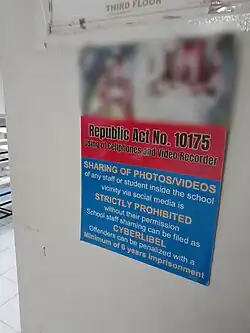 THIRD FLOOR
Republic Act No. 10175
Using of Cellphones and Video Recorder
SHARING OF PHOTOS/VIDEOS
of any staff or student inside the school
vicinity via social media is
STRICTLY PROHIBITED
without their permission
School staff shaming can be filed as
CYBERLIBEL
Offenders can be penalized with a
Minimum of 6 years imprisonment